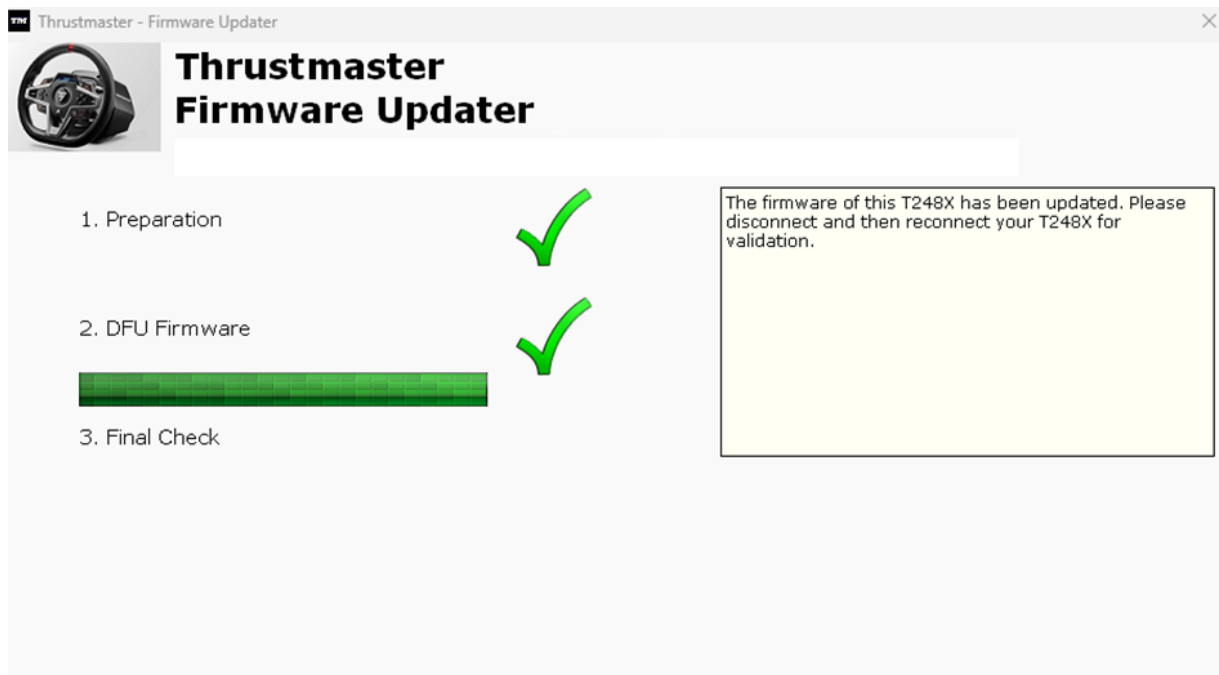 TM Thrustmaster - Firmware Updater
Thrustmaster
Firmware Updater
1. Preparation
2. DFU Firmware
3. Final Check
The firmware of this T248X has been updated. Please
disconnect and then reconnect your T248X for
validation.